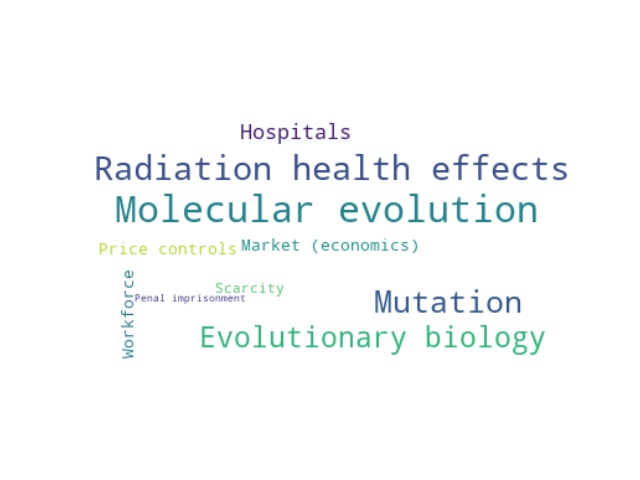 Hospitals
Radiation health effects
Molecular evolution
Price controls
Market (economics)
Workforce
Scarcity
Penal imprisonment
Mutation
Evolutionary biology